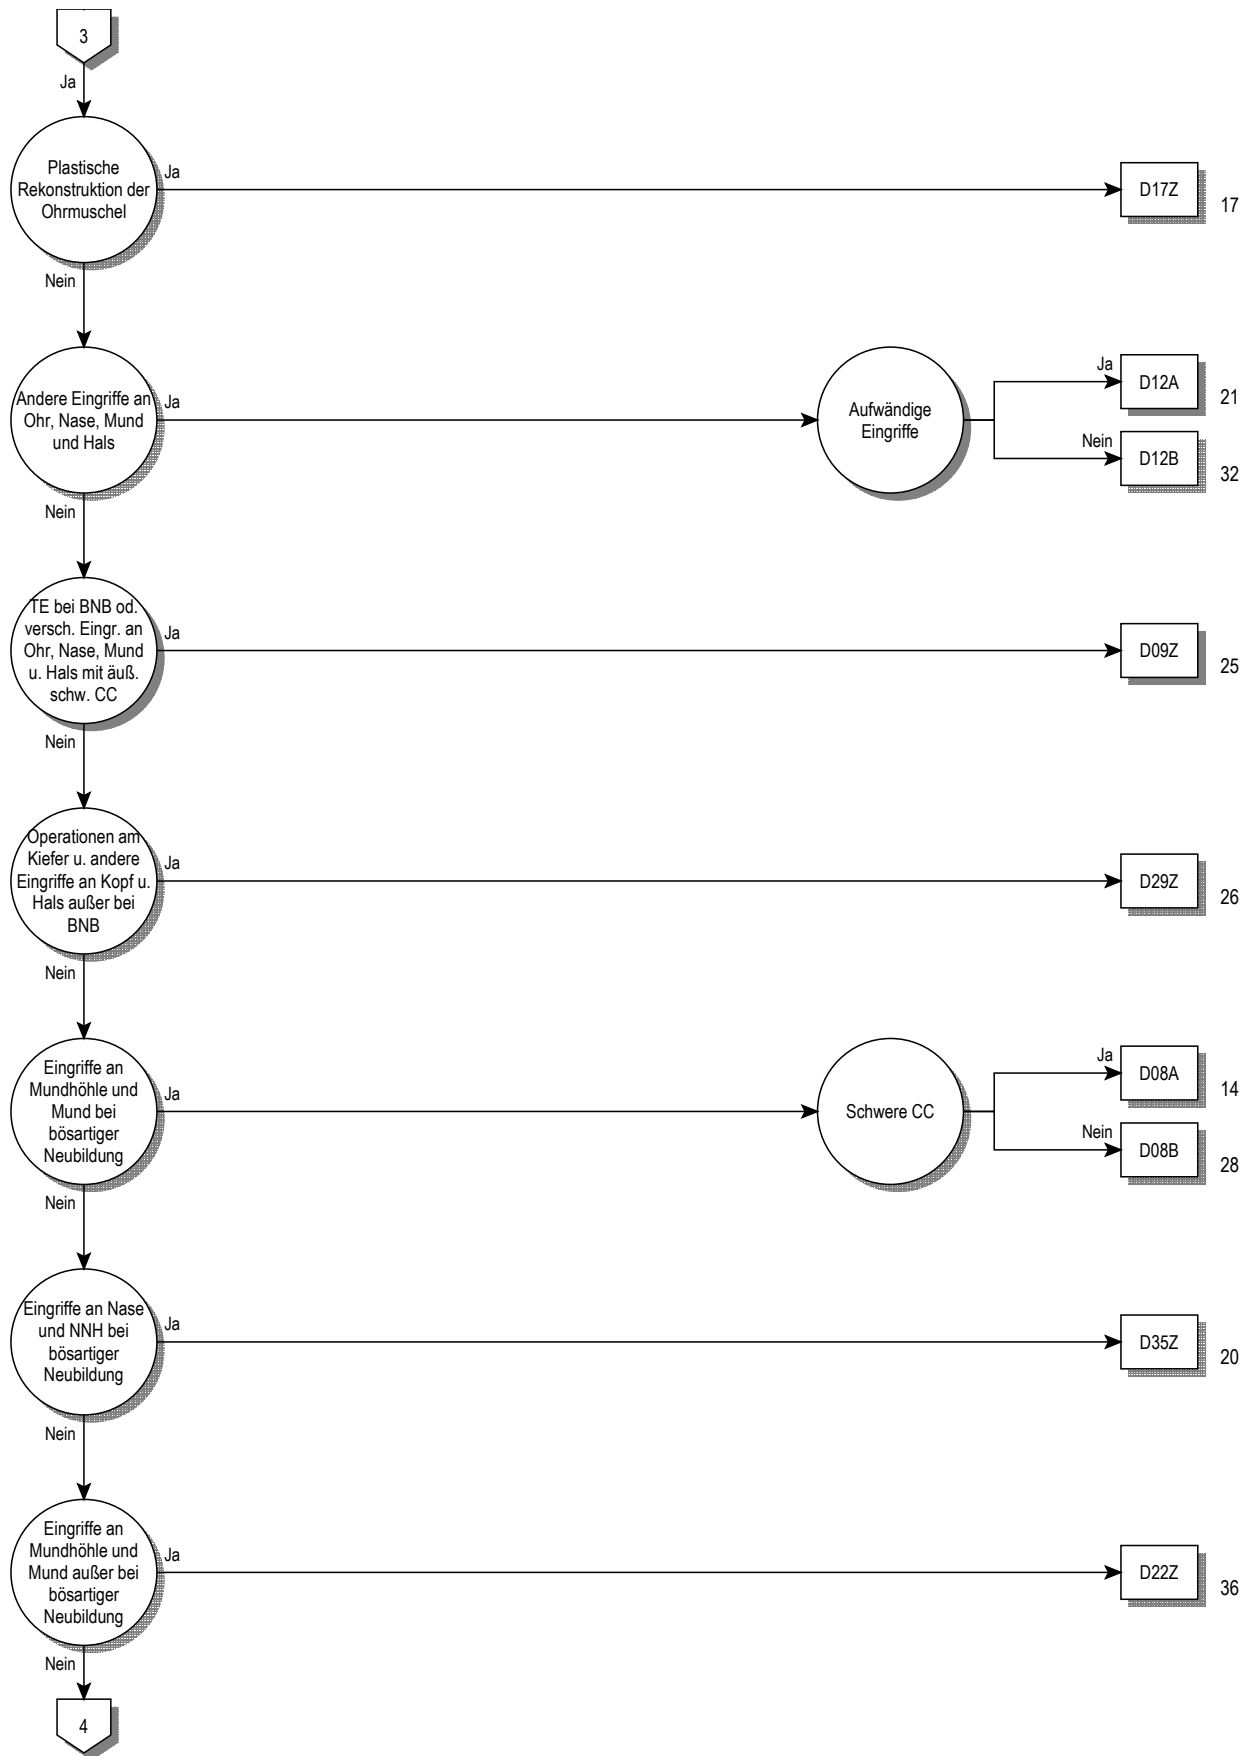 3
Ja
Plastische
Rekonstruktion der
Ohrmuschel
Ja
D17Z
17
Nein
Andere Eingriffe an
Ohr, Nase, Mund
und Hals
Ja
Aufwändige
Eingriffe
Ja
D12A
21
Nein
D12B
32
Nein
TE bei BNB od.
versch. Eingr. an
Ohr, Nase, Mund
u. Hals mit äuß.
schw. CC
Ja
D09Z
25
Nein
Operationen am
Kiefer u. andere
Eingriffe an Kopf u.
Hals außer bei
BNB
Ja
D29Z
26
Nein
Eingriffe an
Mundhöhle und
Mund bei
bösartiger
Neubildung
Ja
Schwere CC
Ja
D08A
14
Nein
D08B
28
Nein
Eingriffe an Nase
und NNH bei
bösartiger
Neubildung
Ja
D35Z
20
Nein
Eingriffe an
Mundhöhle und
Mund außer bei
bösartiger
Neubildung
Ja
D22Z
36
Nein
4